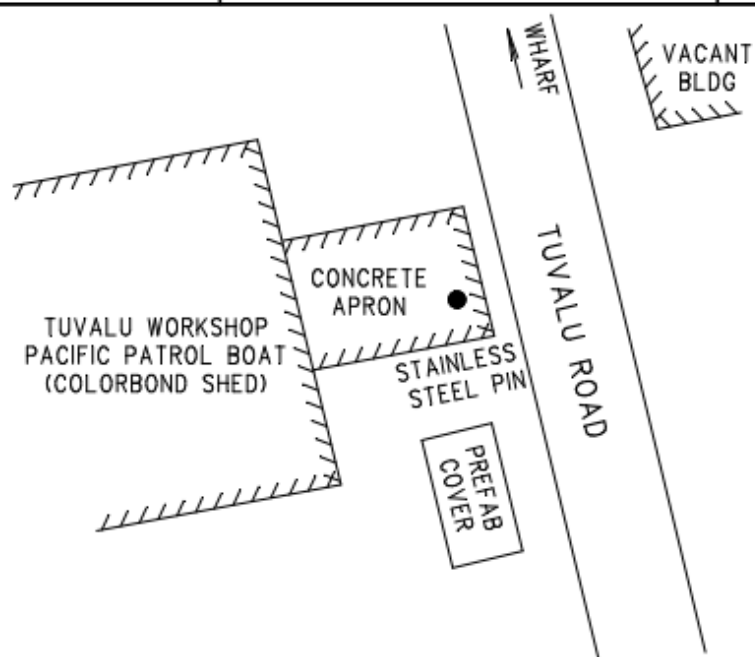 WHARF
VACANT
BLDG
CONCRETE
APRON
TUVALU ROAD
TUVALU WORKSHOP
PACIFIC PATROL BOAT
(COLORBOND SHED)
STAINLESS
STEEL PIN
PREFAB
COVER